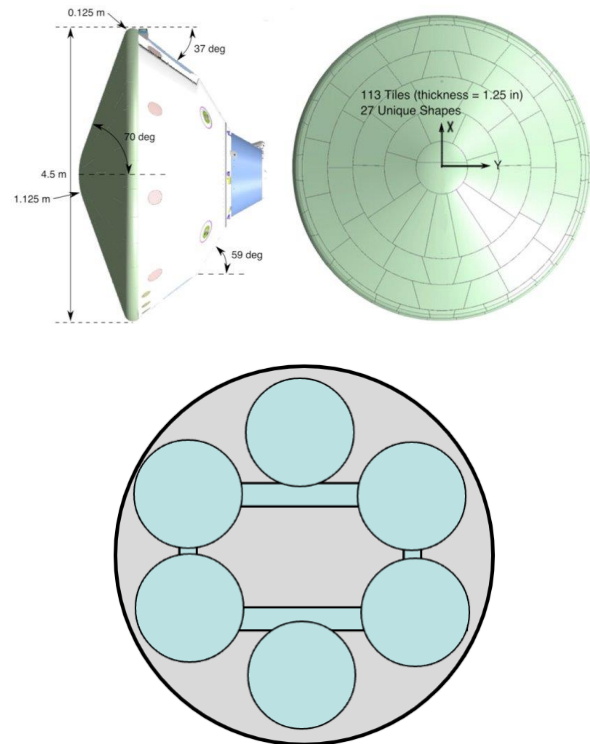 0.125 m
37 deg
70 deg
4.5 m
1.125 m
59 deg
113 Tiles (thickness = 1.25 in)
27 Unique Shapes
X
Y